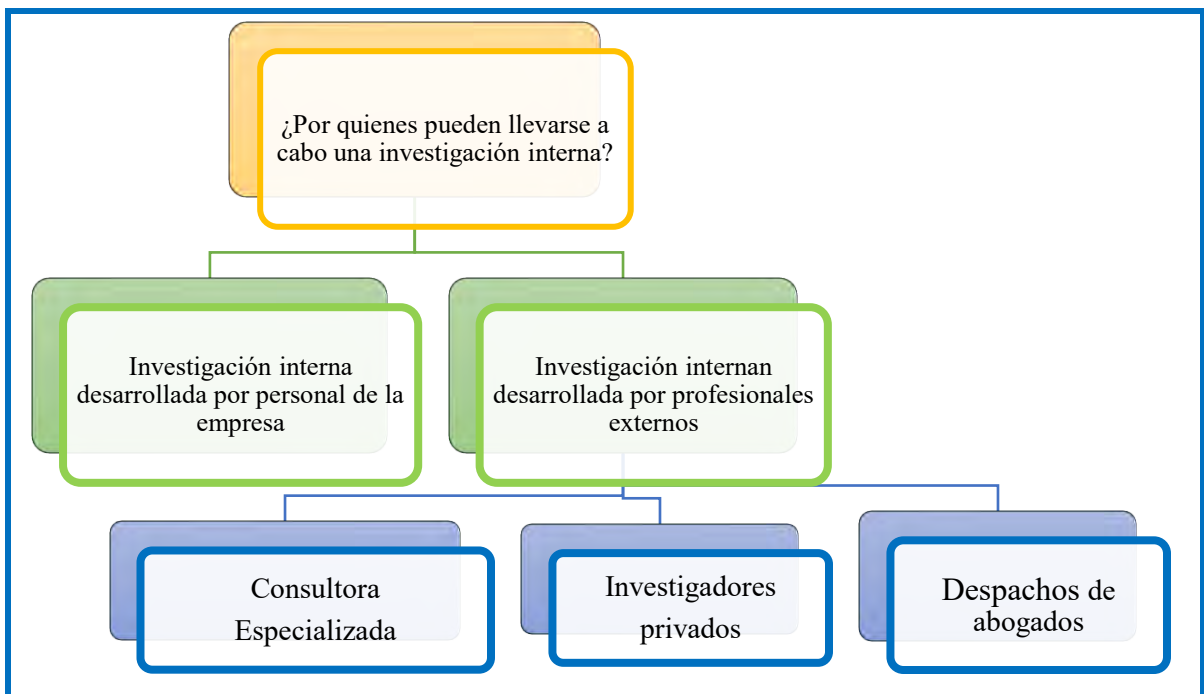 ¿Por quienes pueden llevarse a
cabo una investigación interna?
Investigación interna
desarrollada por personal de la
empresa
Investigación internan
desarrollada por profesionales
externos
Consultora
Especializada
Investigadores
privados
Despachos de
abogados